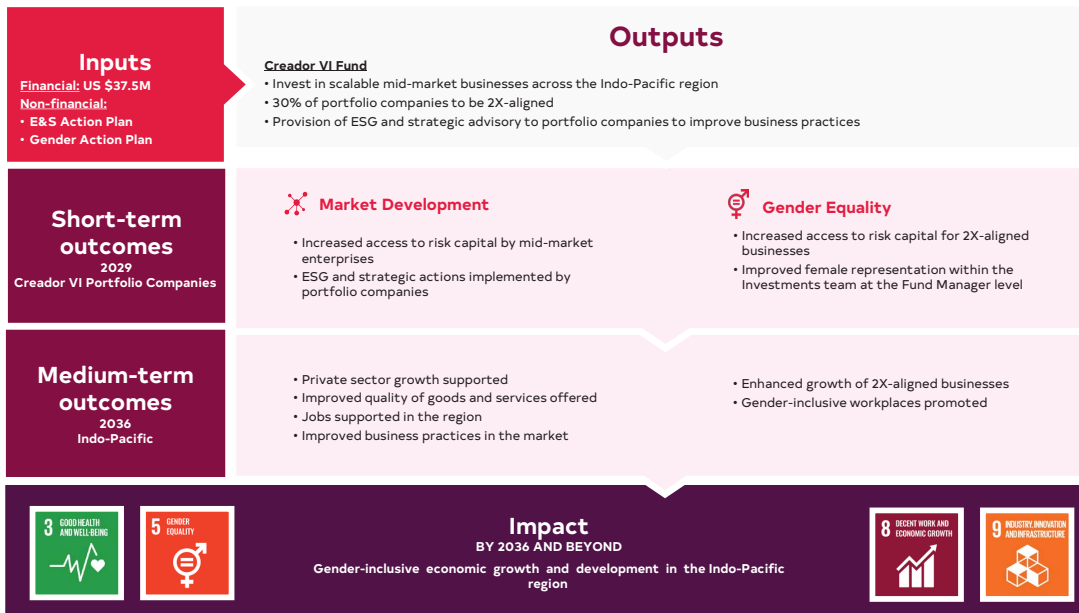 Inputs
Financial: US $37.5M
Non-financial:
• E&S Action Plan
• Gender Action Plan
Outputs
Creador VI Fund
• Invest in scalable mid-market businesses across the Indo-Pacific region
• 30% of portfolio companies to be 2X-aligned
• Provision of ESG and strategic advisory to portfolio companies to improve business practices
Short-term
outcomes
2029
Creador VI Portfolio Companies
Market Development
• Increased access to risk capital by mid-market
enterprises
• ESG and strategic actions implemented by
portfolio companies
Gender Equality
• Increased access to risk capital for 2X-aligned
businesses
• Improved female representation within the
Investments team at the Fund Manager level
Medium-term
outcomes
2036
Indo-Pacific
• Private sector growth supported
• Improved quality of goods and services offered
• Jobs supported in the region
• Improved business practices in the market
• Enhanced growth of 2X-aligned businesses
• Gender-inclusive workplaces promoted
3 GOOD HEALTH
AND WELL-BEING
5 GENDER
EQUALITY
Impact
BY 2036 AND BEYOND
Gender-inclusive economic growth and development in the Indo-Pacific
region
8 DECENT WORK AND
ECONOMIC GROWTH
9 INDUSTRY, INNOVATION
AND INFRASTRUCTURE